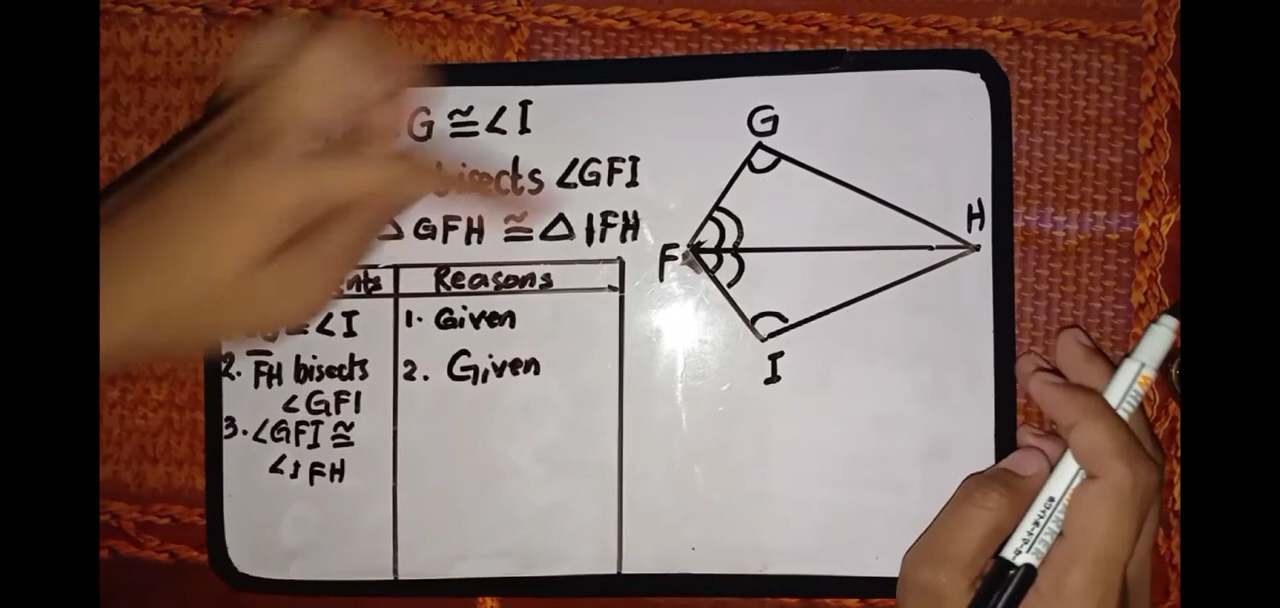 G ≅ ∠I
bisects ∠GFI
△ GFH ≅ △ IFH
Reasons
≅ ∠I
1. Given
2. FH bisects
∠GFI
2. Given
3. ∠GFI ≅
∠IFH
G
H
F
I